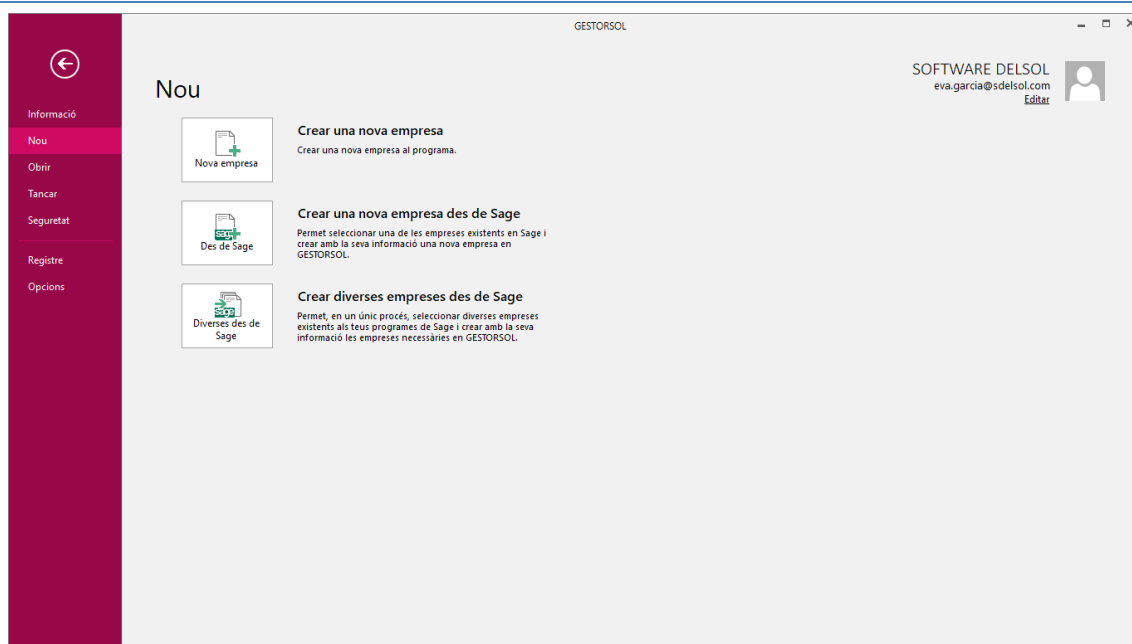 GESTORSOL
SOFTWARE DELSOL
eva.garcia@sdelsol.com
Editar
Informació
Nou
Obrir
Tancar
Seguretat
Registre
Opcions
Nou
Nova empresa
Crear una nova empresa
Crear una nova empresa al programa.
sage
Des de Sage
Crear una nova empresa des de Sage
Permet seleccionar una de les empreses existents en Sage i
crear amb la seva informació una nova empresa en
GESTORSOL.
sage
Diverses des de
Sage
Crear diverses empreses des de Sage
Permet, en un únic procés, seleccionar diverses empreses
existents als teus programes de Sage i crear amb la seva
informació les empreses necessàries en GESTORSOL.